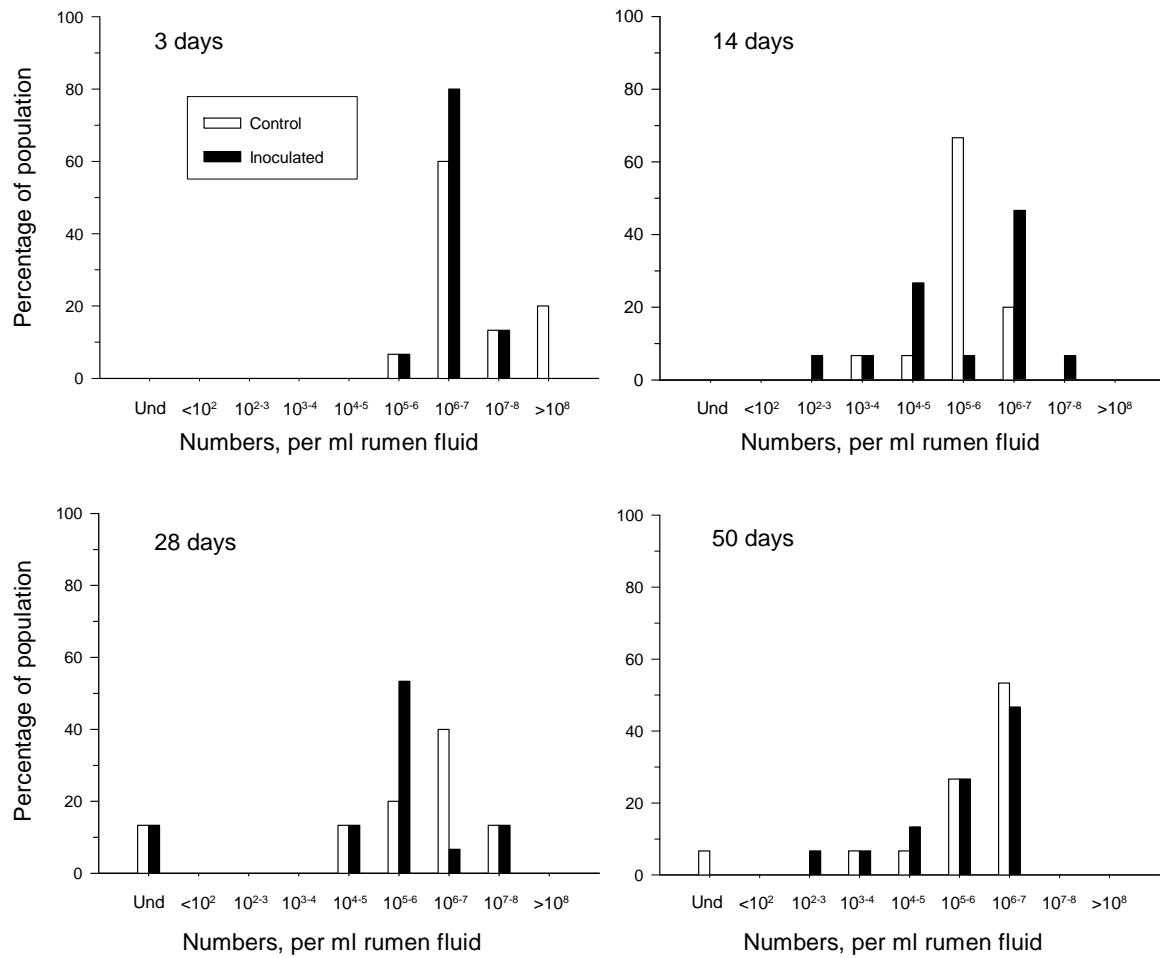 3 days
Control
Inoculated
Percentage of population
100
80
60
40
20
0
Und <10² 10²⁻³ 10³⁻⁴ 10⁴⁻⁵ 10⁵⁻⁶ 10⁶⁻⁷ 10⁷⁻⁸ >10⁸
Numbers, per ml rumen fluid
14 days
100
80
60
40
20
0
Und <10² 10²⁻³ 10³⁻⁴ 10⁴⁻⁵ 10⁵⁻⁶ 10⁶⁻⁷ 10⁷⁻⁸ >10⁸
Numbers, per ml rumen fluid
28 days
Percentage of population
100
80
60
40
20
0
Und <10² 10²⁻³ 10³⁻⁴ 10⁴⁻⁵ 10⁵⁻⁶ 10⁶⁻⁷ 10⁷⁻⁸ >10⁸
Numbers, per ml rumen fluid
50 days
100
80
60
40
20
0
Und <10² 10²⁻³ 10³⁻⁴ 10⁴⁻⁵ 10⁵⁻⁶ 10⁶⁻⁷ 10⁷⁻⁸ >10⁸
Numbers, per ml rumen fluid